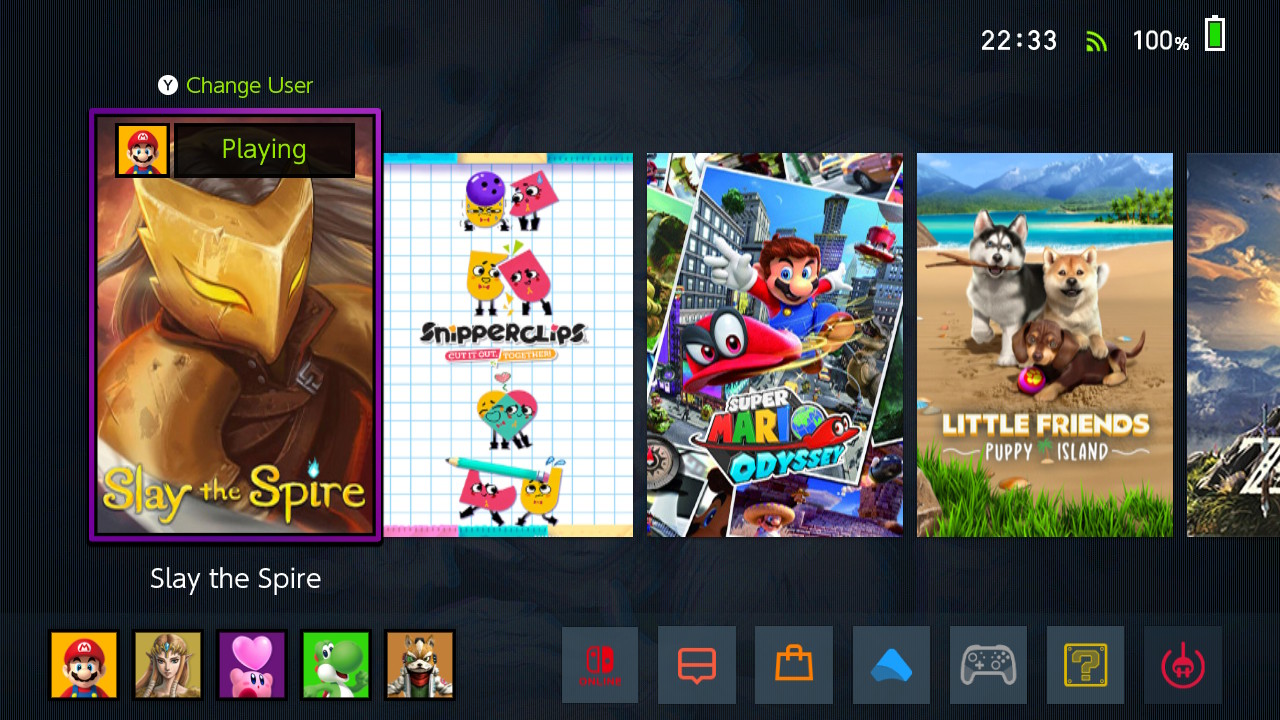 22:33 100%
Y Change User
Playing
Slay the Spire
SNIPPERCLIPS
CUT IT OUT, TOGETHER!
SUPER
MARIO
ODYSSEY
LITTLE FRIENDS
PUPPY ISLAND
Slay the Spire
ONLINE